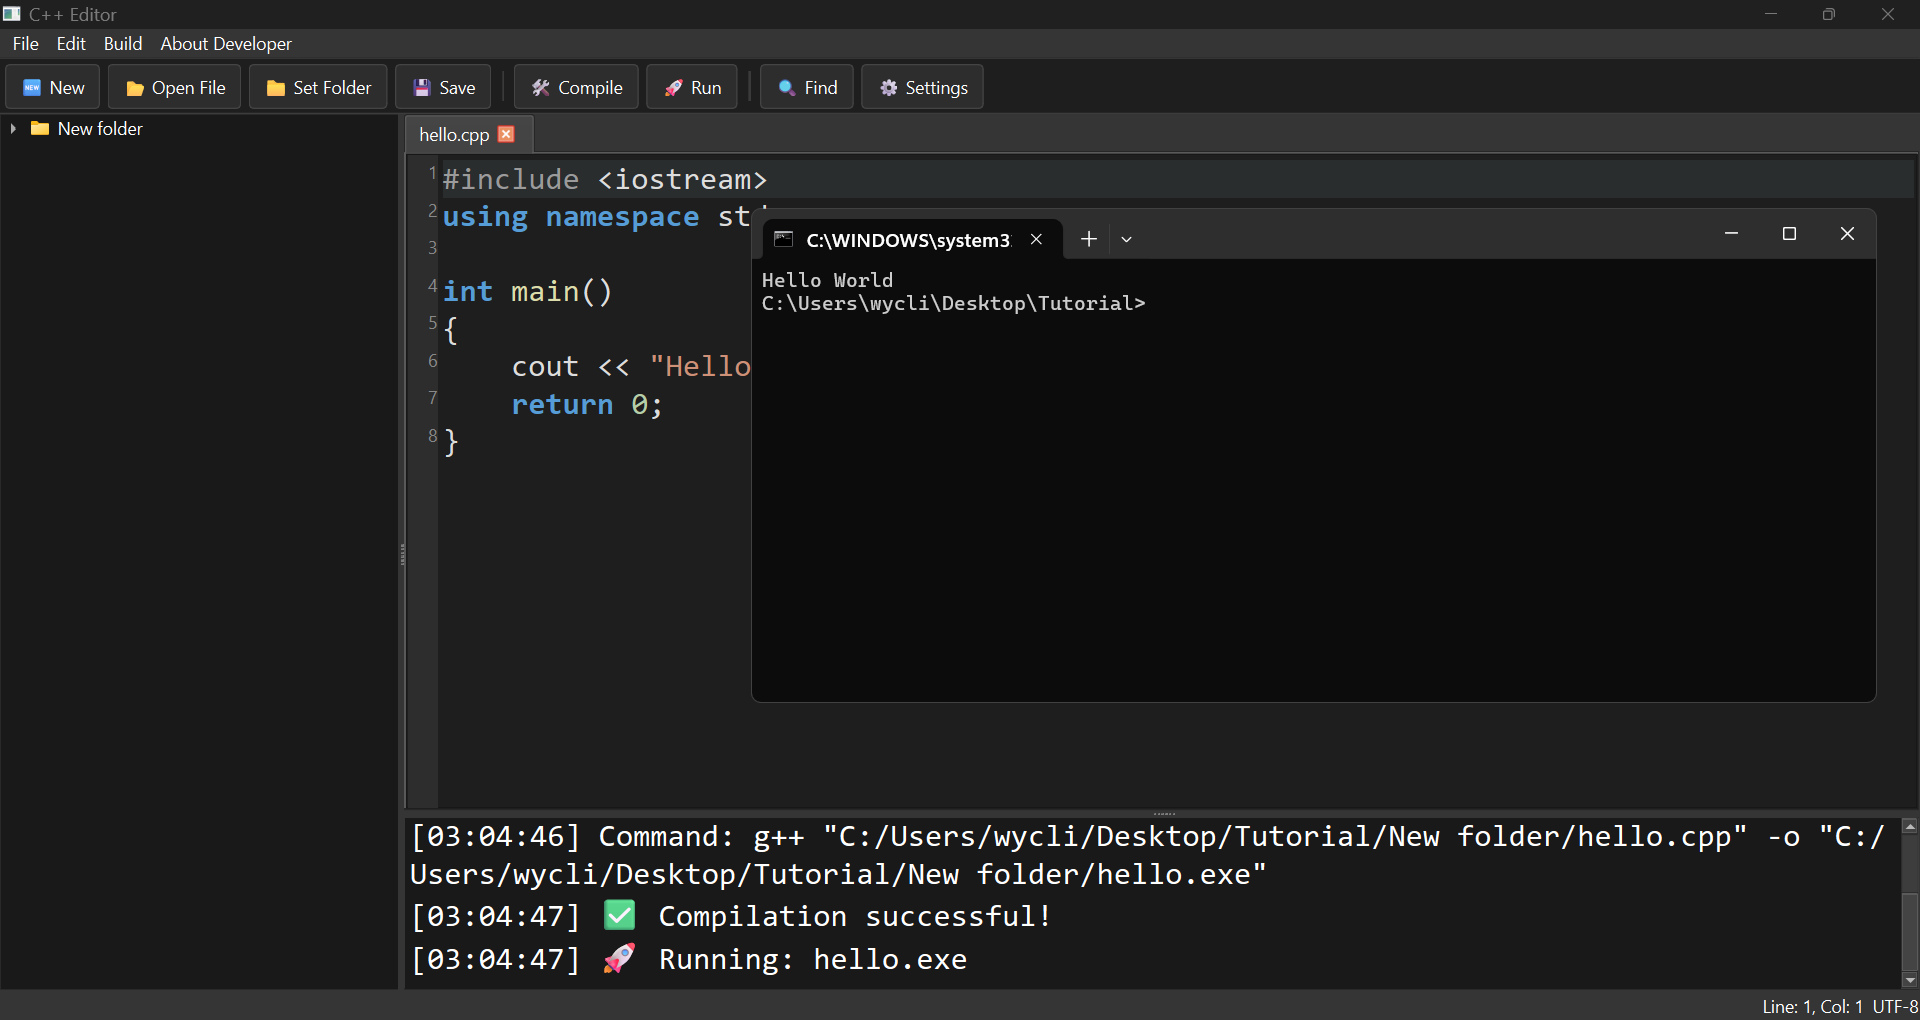 C++ Editor
File Edit Build About Developer
New Open File Set Folder Save Compile Run Find Settings
New folder
hello.cpp
1 #include <iostream>
2 using namespace
3
4 int main()
5 {
6 cout << "Hello
7 return 0;
8 }
C:\WINDOWS\system3
Hello World
C:\Users\wycli\Desktop\Tutorial>
[03:04:46] Command: g++ "C:/Users/wycli/Desktop/Tutorial/New folder/hello.cpp" -o "C:/
Users/wycli/Desktop/Tutorial/New folder/hello.exe"
[03:04:47] ✅ Compilation successful!
[03:04:47] 🚀 Running: hello.exe
Line: 1, Col: 1 UTF-8